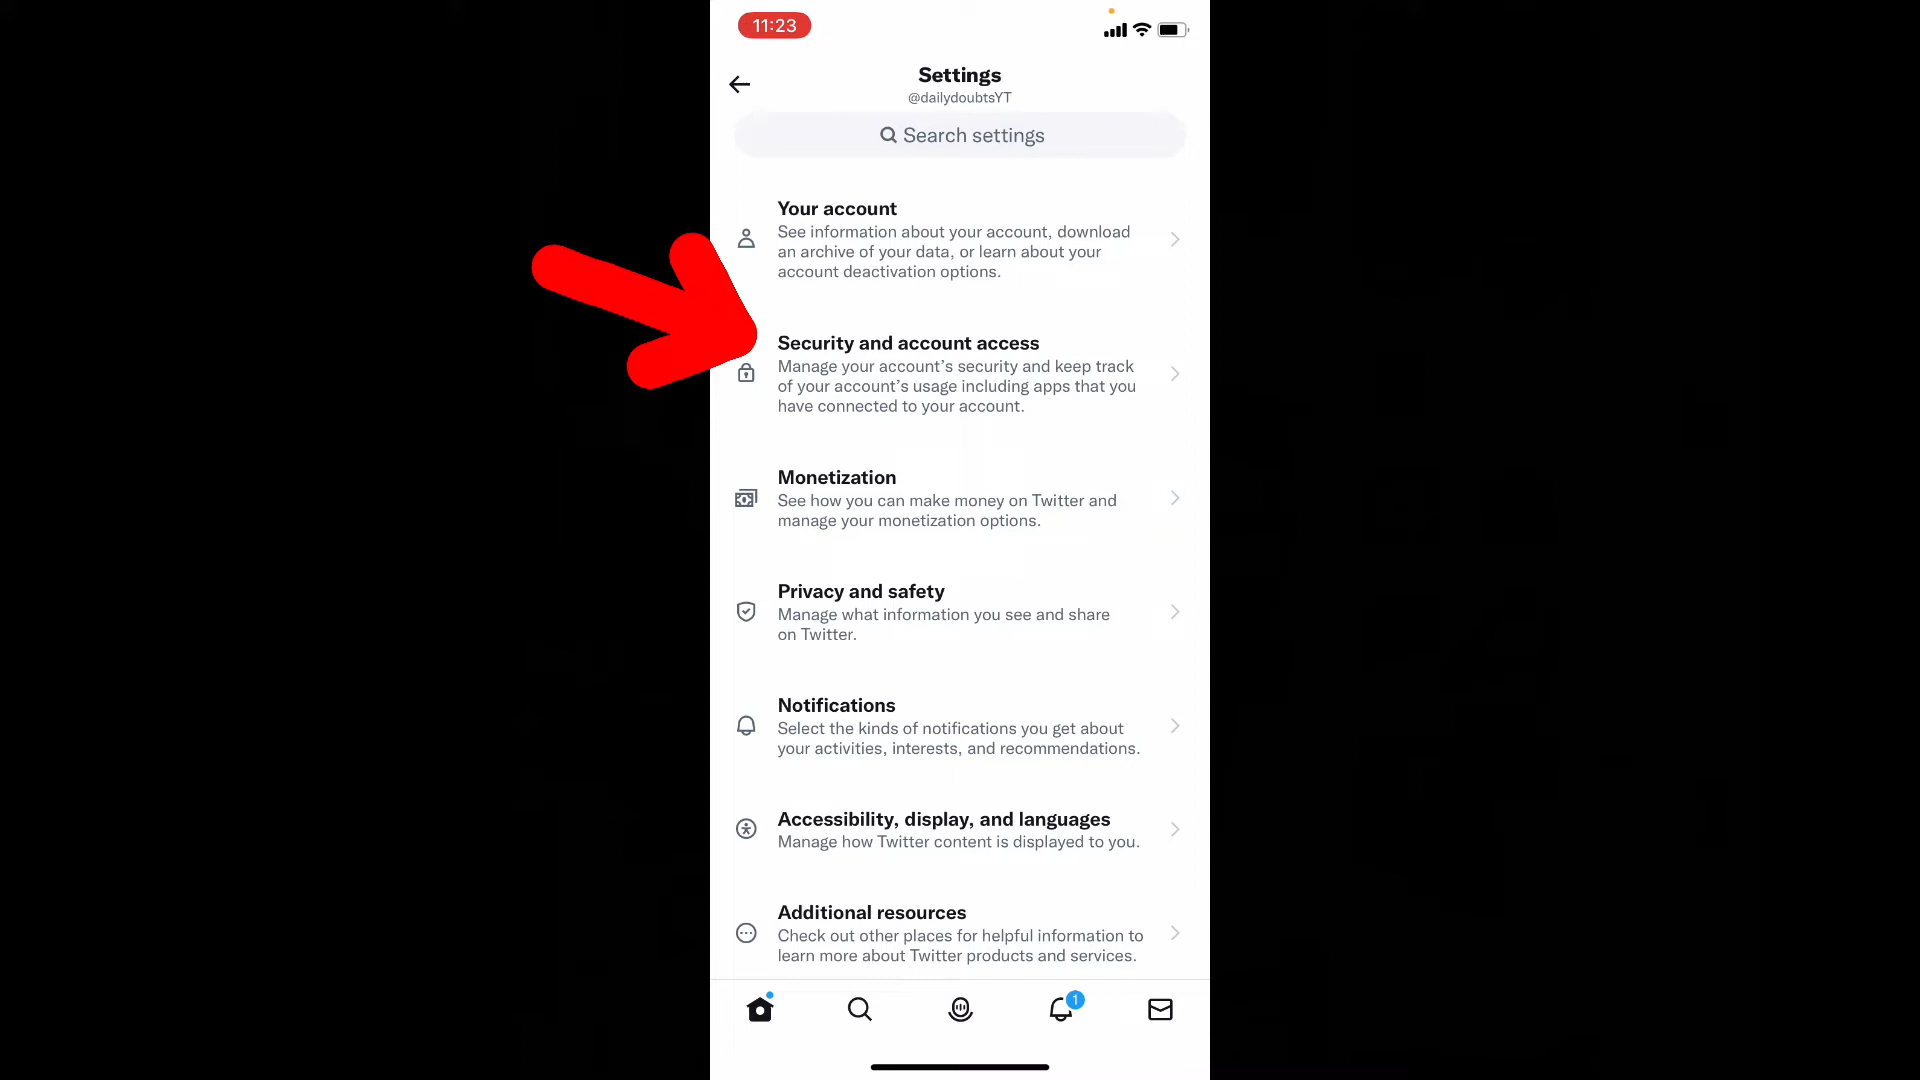 11:23
Settings
@dailydoubtsYT
Search settings
Your account
See information about your account, download
an archive of your data, or learn about your
account deactivation options.
Security and account access
Manage your account’s security and keep track
of your account’s usage including apps that you
have connected to your account.
Monetization
See how you can make money on Twitter and
manage your monetization options.
Privacy and safety
Manage what information you see and share
on Twitter.
Notifications
Select the kinds of notifications you get about
your activities, interests, and recommendations.
Accessibility, display, and languages
Manage how Twitter content is displayed to you.
Additional resources
Check out other places for helpful information to
learn more about Twitter products and services.
1